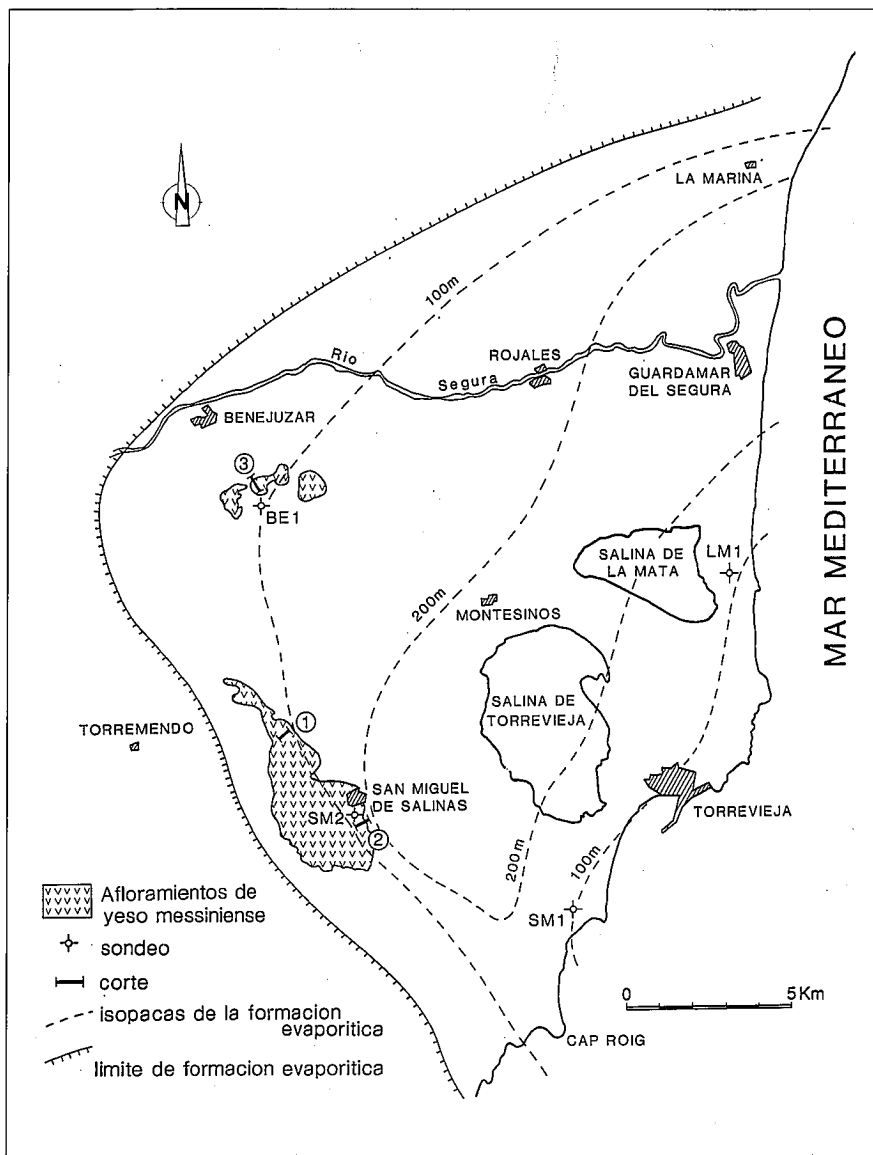 N
LA MARINA
100m
Río
Segura
ROJALES
GUARDAMAR
DEL SEGURA
BENEJUZAR
MAR MEDITERRANEO
3
BE1
SALINA DE
LA MATA
LM1
200m
MONTESINOS
SALINA DE
TORREVIEJA
1
TORREMENDO
SAN MIGUEL
DE SALINAS
SM2
2
TORREVIEJA
200m
100m
SM1
Afloramientos de
yeso messiniense
sondeo
corte
isopacas de la formacion
evaporitica
limite de formacion evaporitica
0 5Km
CAP ROIG